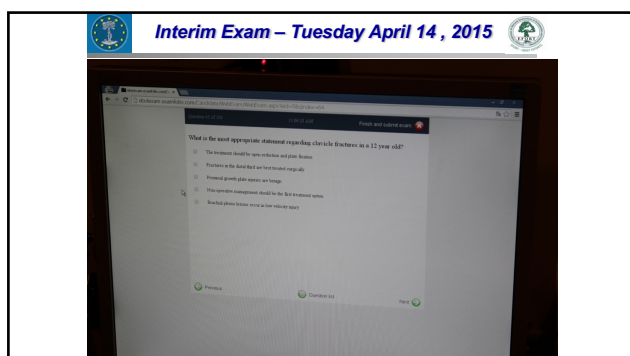 Interim Exam – Tuesday April 14 , 2015
EFORT
Finish and submit exam
What is the most appropriate statement regarding clavicle fractures in a 12 year old?
The treatment should be open reduction and plate fixation
Fractures in the distal third are best treated surgically
Proximal growth plate injuries are benign
Non operative management should be the first treatment option
Brachial plexus lesions occur in low velocity injury
Previous
Question list
Next